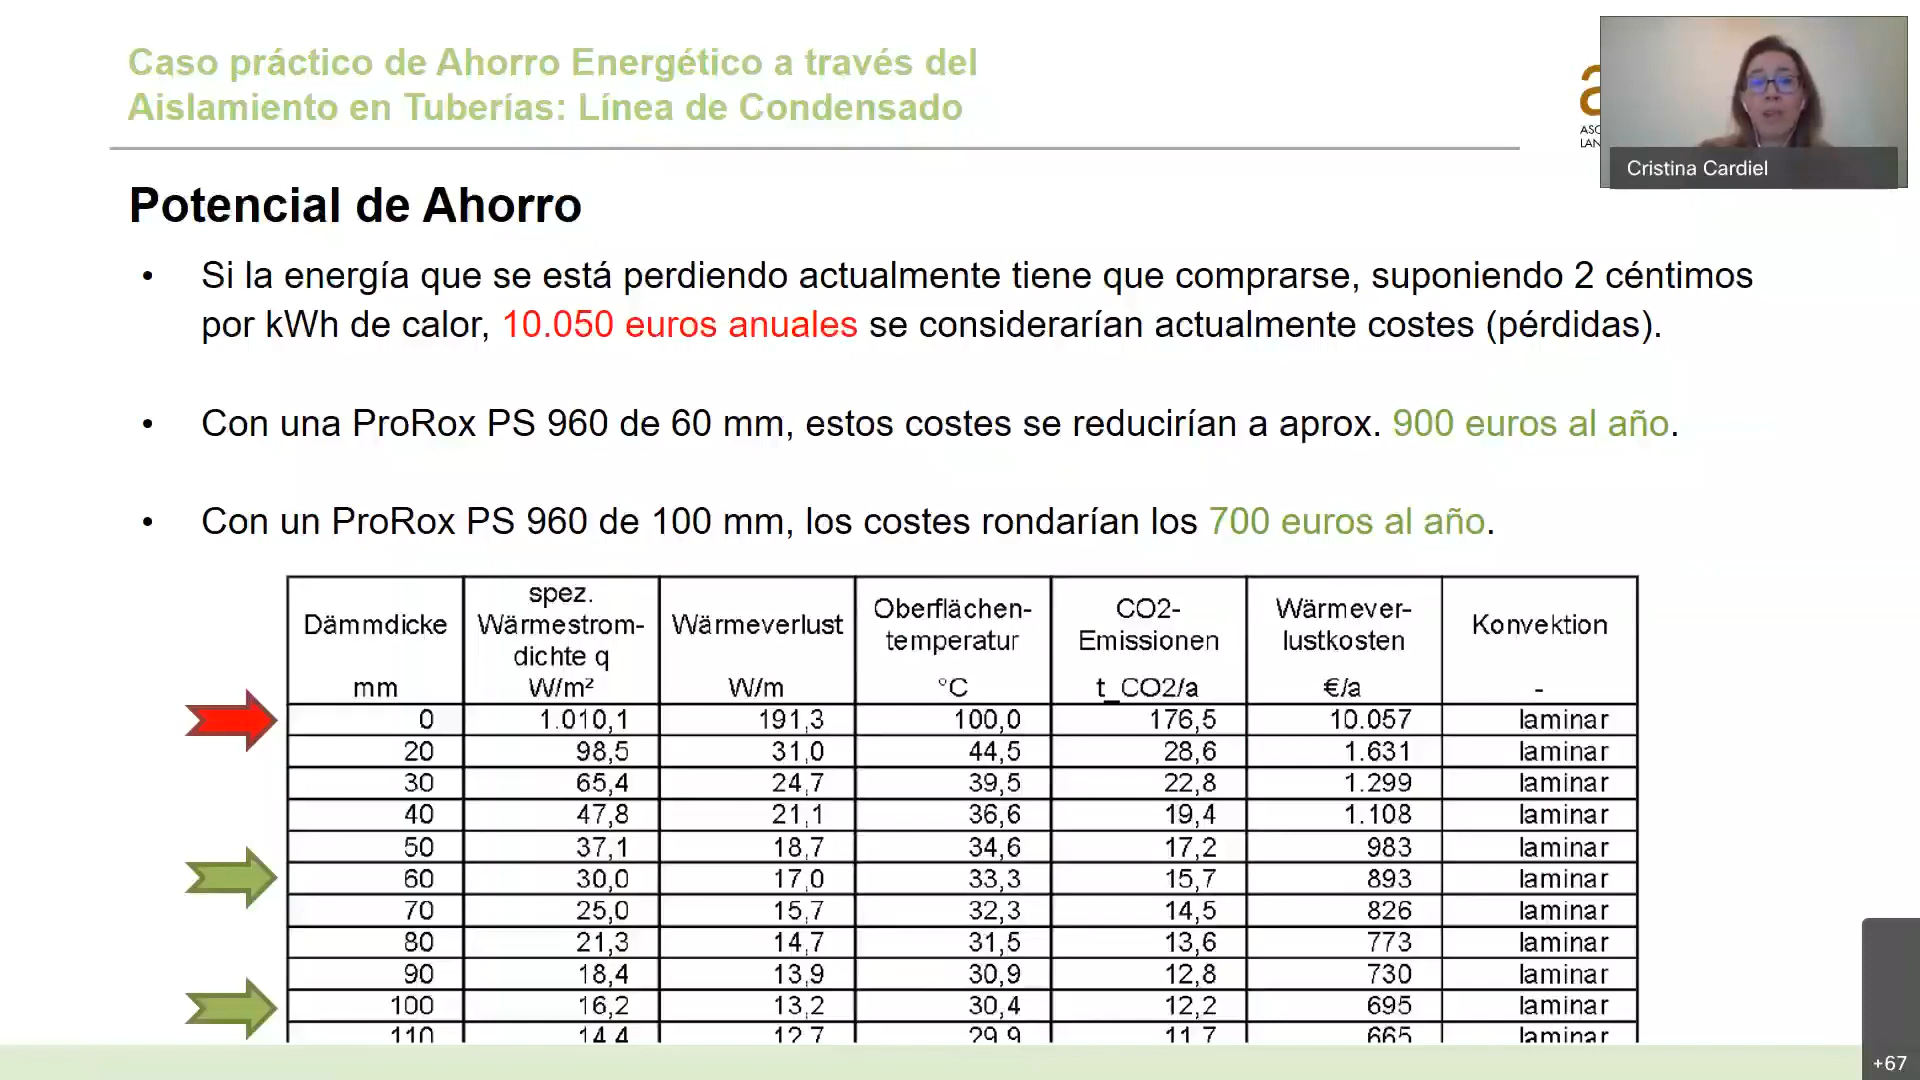 Caso práctico de Ahorro Energético a través del
Aislamiento en Tuberías: Línea de Condensado
Cristina Cardiel
Potencial de Ahorro
• Si la energía que se está perdiendo actualmente tiene que comprarse, suponiendo 2 céntimos
por kWh de calor, 10.050 euros anuales se considerarían actualmente costes (pérdidas).
• Con una ProRox PS 960 de 60 mm, estos costes se reducirían a aprox. 900 euros al año.
• Con un ProRox PS 960 de 100 mm, los costes rondarían los 700 euros al año.
Dämmdicke mm spez. Wärmestrom- dichte q W/m² Wärmeverlust W/m Oberflächen- temperatur °C CO2- Emissionen t_CO2/a Wärmever- lustkosten €/a Konvektion -
0 1.010,1 191,3 100,0 176,5 10.057 laminar
20 98,5 31,0 44,5 28,6 1.631 laminar
30 65,4 24,7 39,5 22,8 1.299 laminar
40 47,8 21,1 36,6 19,4 1.108 laminar
50 37,1 18,7 34,6 17,2 983 laminar
60 30,0 17,0 33,3 15,7 893 laminar
70 25,0 15,7 32,3 14,5 826 laminar
80 21,3 14,7 31,5 13,6 773 laminar
90 18,4 13,9 30,9 12,8 730 laminar
100 16,2 13,2 30,4 12,2 695 laminar
110 14,4 12,7 29,9 11,7 665 laminar
+67